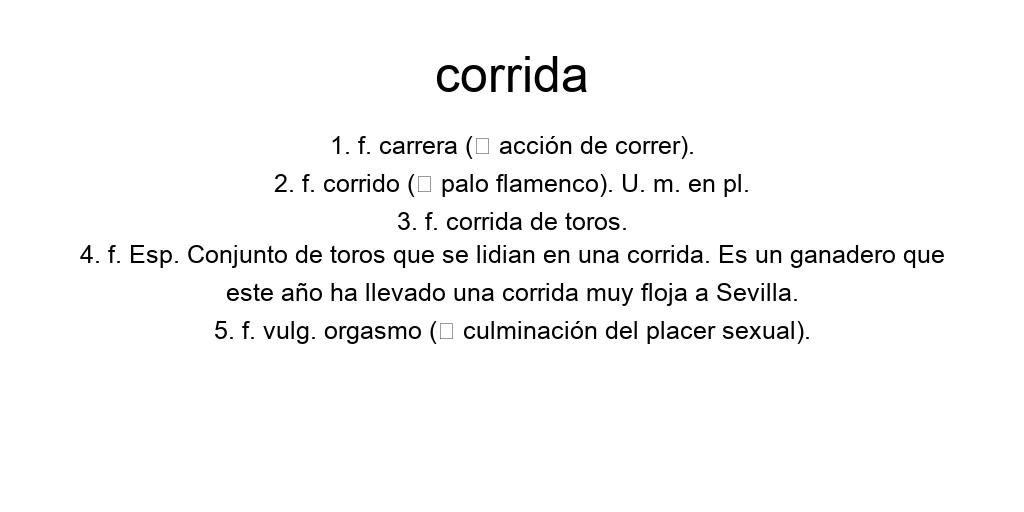 corrida
1. f. carrera (□ acción de correr).
2. f. corrido (□ palo flamenco). U. m. en pl.
3. f. corrida de toros.
4. f. Esp. Conjunto de toros que se lidian en una corrida. Es un ganadero que
este año ha llevado una corrida muy floja a Sevilla.
5. f. vulg. orgasmo (□ culminación del placer sexual).